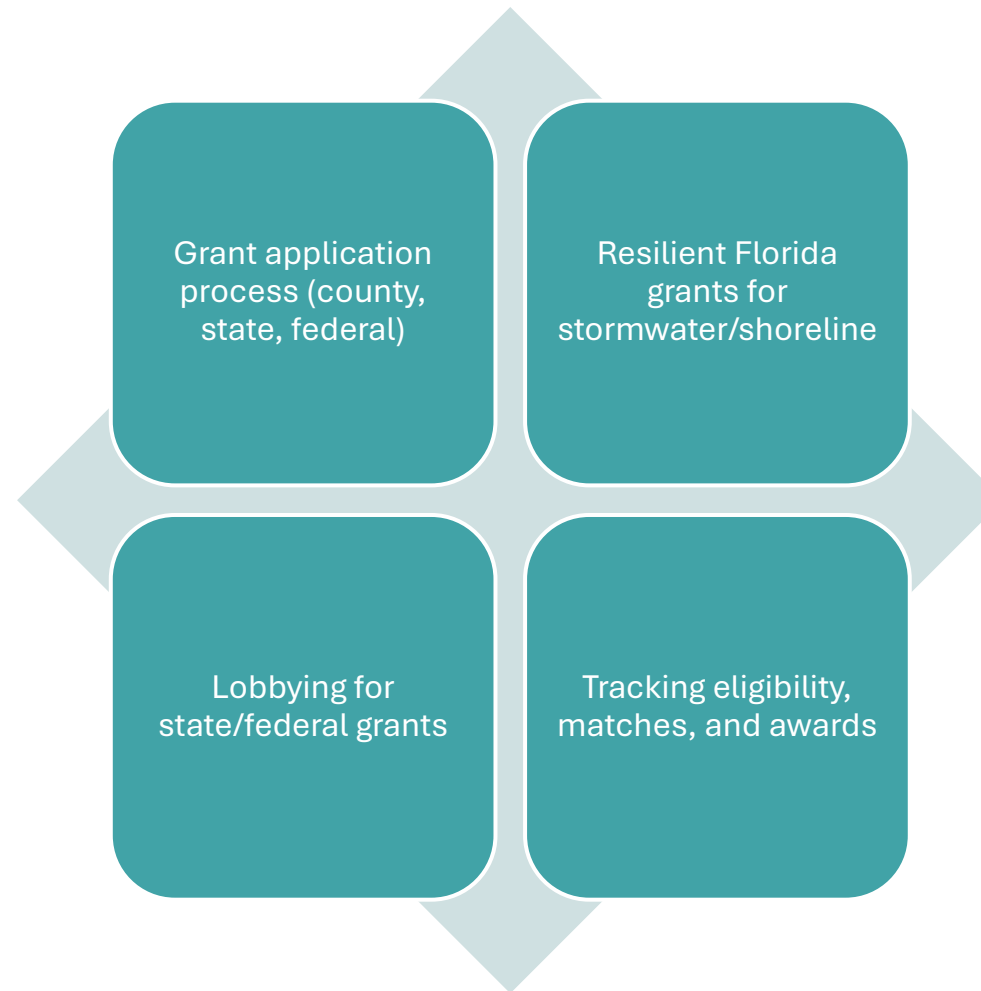 Grant application
process (county,
state, federal)
Resilient Florida
grants for
stormwater/shoreline
Lobbying for
state/federal grants
Tracking eligibility,
matches, and awards